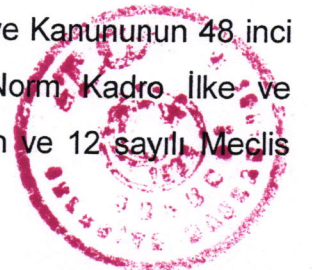 ve Kanununun 48 inci
Norm Kadro İlke ve
ve 12 sayılı Meclis